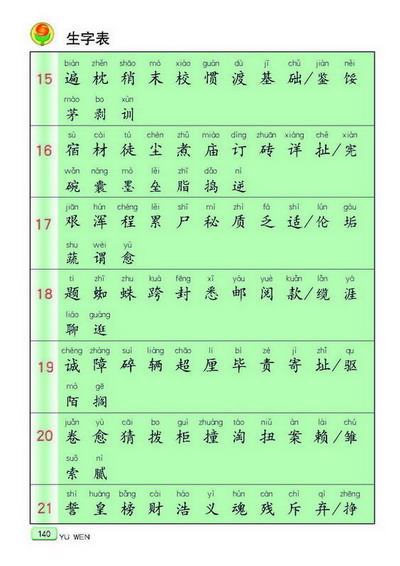 生字表
biàn zhěn shāo mò xiào guàn dù jī chǔ jiàn něi
15 遍 枕 稍 末 校 惯 渡 基 础/鉴 馁
máo bō xùn
茅 剥 训
sù cái tú chén zhǔ miào dìng zhuān xiáng chě xiàn
16 宿 材 徒 尘 煮 庙 订 砖 详 扯/宪
wǎn náng mò lěi zhī dǎo nì
碗 囊 墨 垒 脂 捣 逆
jiān hún chéng lěi shī mì zhì fá shì lún gòu
17 艰 浑 程 累 尸 秘 质 乏 适/伦 垢
shū wèi yú
蔬 谓 愈
tí zhī zhū kuà fēng xī yóu yuè kuǎn lǎn yá
18 题 蜘 蛛 跨 封 悉 邮 阅 款/缆 涯
liáo guàng
聊 逛
chéng zhàng suì liàng chāo lí bì zé jì zhǐ qū
19 诚 障 碎 辆 超 厘 毕 责 寄 址/驱
mò gē
陌 搁
juàn yù cāi bō guì zhuàng táo niǔ àn lài chú
20 卷 愈 猜 拨 柜 撞 淘 扭 案 赖/雏
suǒ nì
索 腻
shì huáng bǎng cái hào yì hún cán chì qì zhēng
21 誓 皇 榜 财 浩 义 魂 残 斥 弃/挣
140 YU WEN